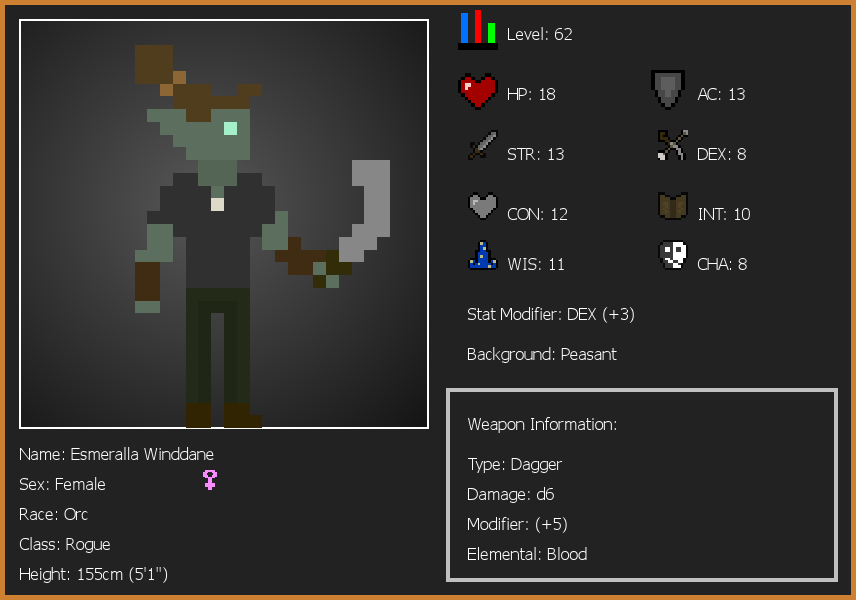 Level: 62
HP: 18
AC: 13
STR: 13
DEX: 8
CON: 12
INT: 10
WIS: 11
CHA: 8
Stat Modifier: DEX (+3)
Background: Peasant
Weapon Information:
Type: Dagger
Damage: d6
Modifier: (+5)
Elemental: Blood
Name: Esmeralla Winddane
Sex: Female
Race: Orc
Class: Rogue
Height: 155cm (5'1")